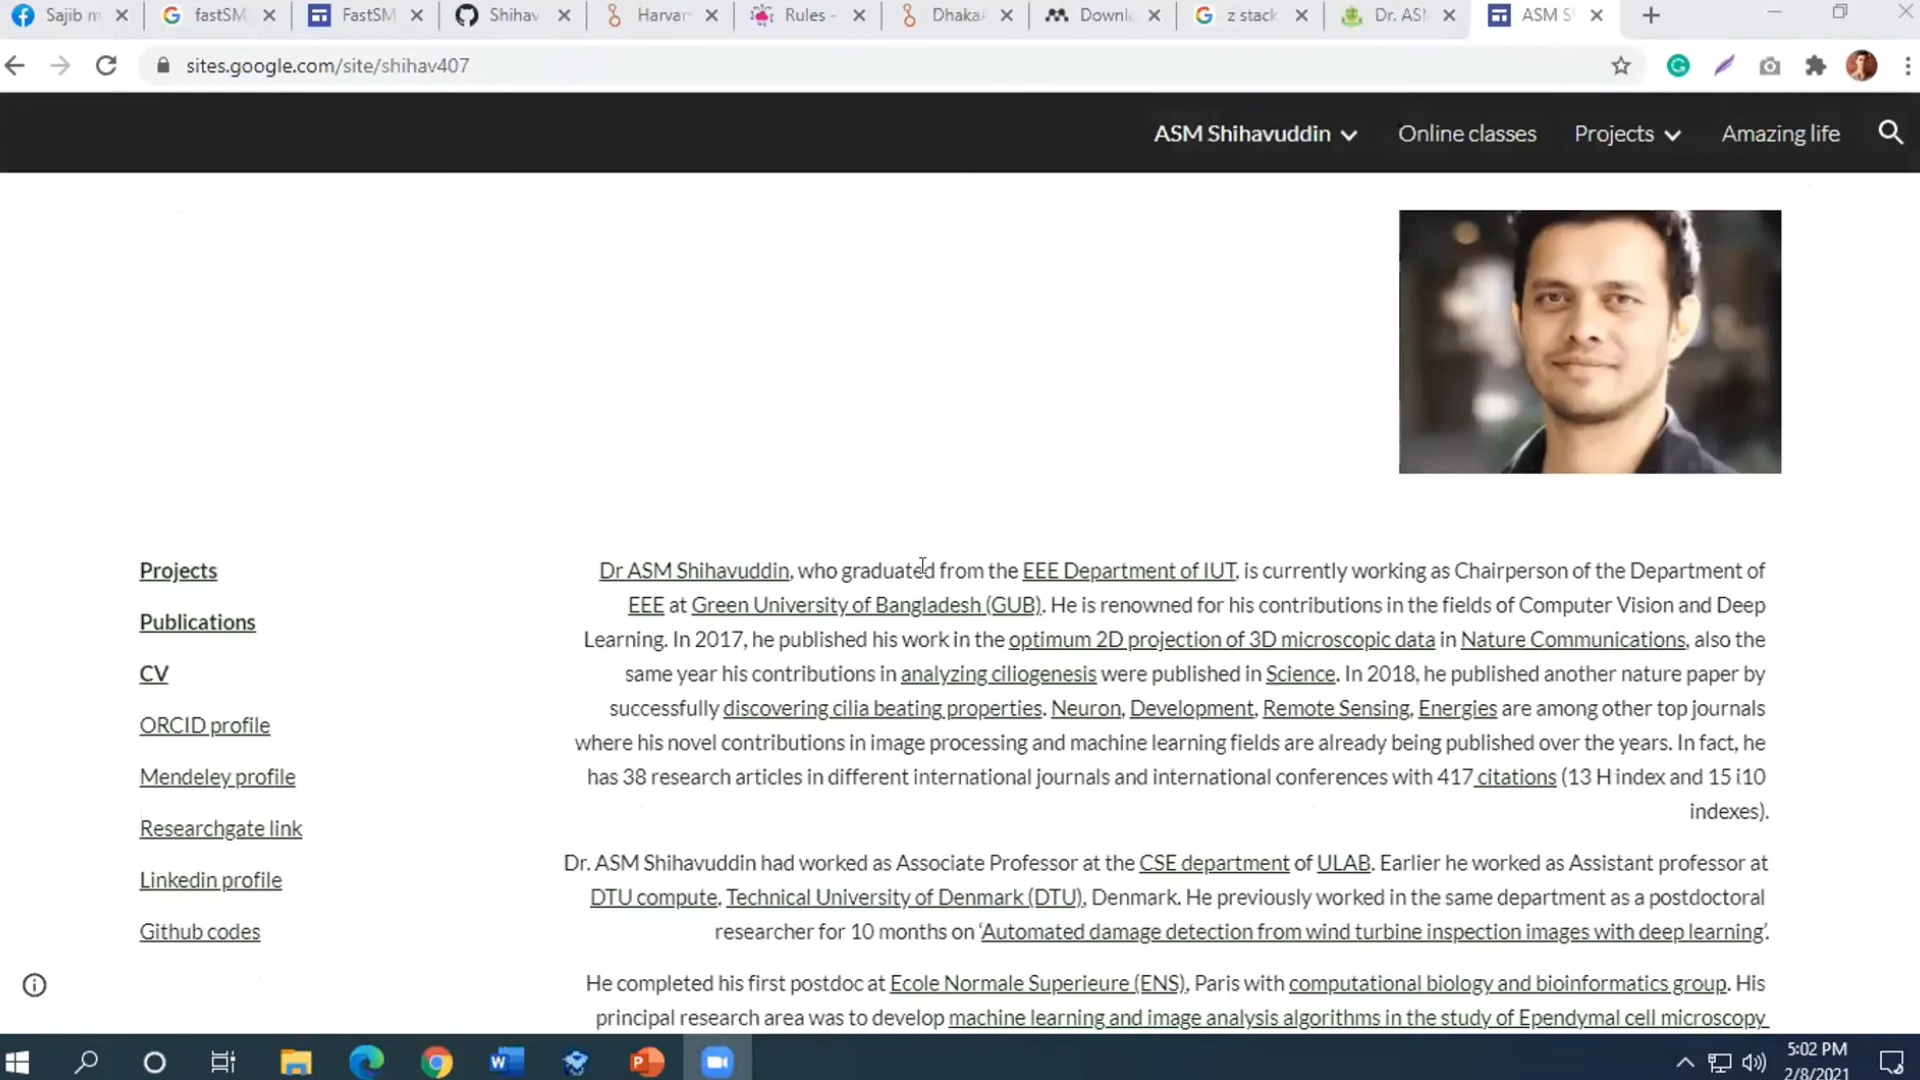 Sajib m
fastSM
FastSM
Shihav
Harvar
Rules -
Dhaka
Downl
z stack
Dr. ASM
ASM S
sites.google.com/site/shihav407
ASM Shihavuddin
Online classes
Projects
Amazing life
Projects
Publications
CV
ORCID profile
Mendeley profile
Researchgate link
Linkedin profile
Github codes
Dr ASM Shihavuddin, who graduated from the EEE Department of IUT, is currently working as Chairperson of the Department of
EEE at Green University of Bangladesh (GUB). He is renowned for his contributions in the fields of Computer Vision and Deep
Learning. In 2017, he published his work in the optimum 2D projection of 3D microscopic data in Nature Communications, also the
same year his contributions in analyzing ciliogenesis were published in Science. In 2018, he published another nature paper by
successfully discovering cilia beating properties. Neuron, Development, Remote Sensing, Energies are among other top journals
where his novel contributions in image processing and machine learning fields are already being published over the years. In fact, he
has 38 research articles in different international journals and international conferences with 417 citations (13 H index and 15 i10
indexes).
Dr. ASM Shihavuddin had worked as Associate Professor at the CSE department of ULAB. Earlier he worked as Assistant professor at
DTU compute, Technical University of Denmark (DTU), Denmark. He previously worked in the same department as a postdoctoral
researcher for 10 months on ‘Automated damage detection from wind turbine inspection images with deep learning’.
He completed his first postdoc at Ecole Normale Superieure (ENS), Paris with computational biology and bioinformatics group. His
principal research area was to develop machine learning and image analysis algorithms in the study of Ependymal cell microscopy
5:02 PM
2/8/2021